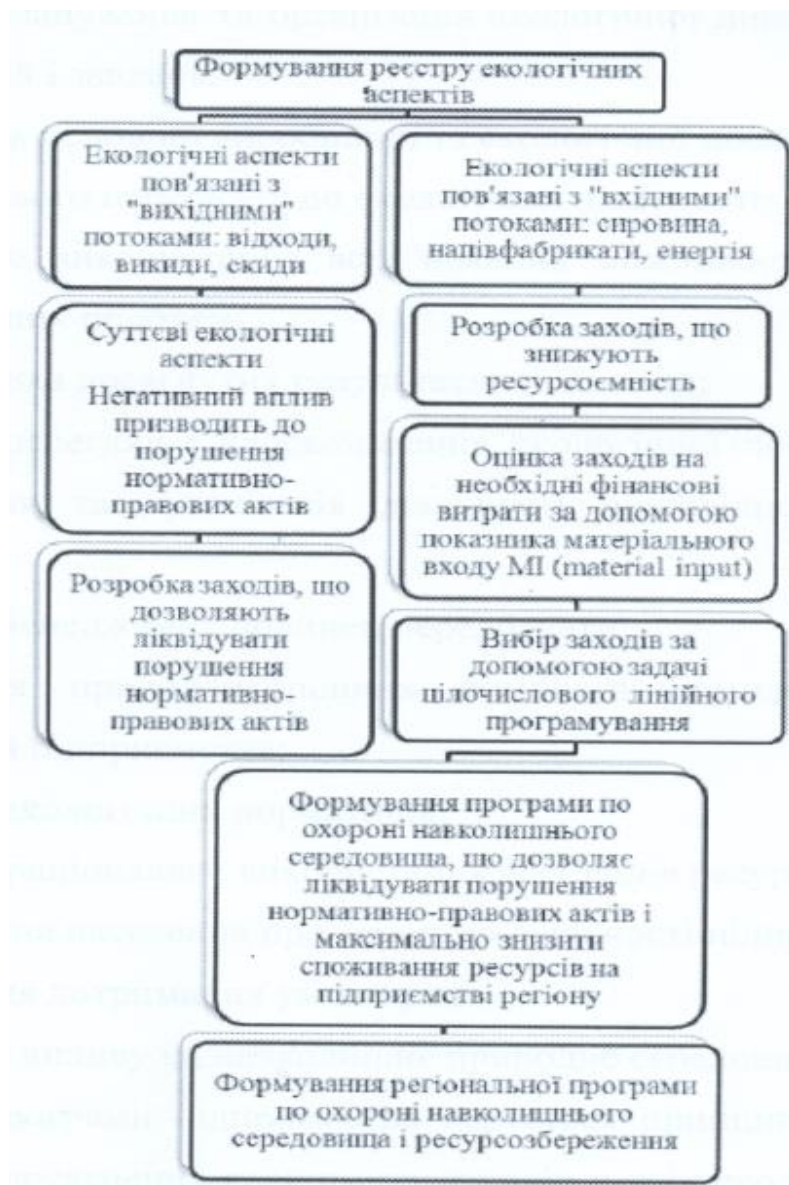 Формування реєстру екологічних
аспектів
Екологічні аспекти
пов'язані з
"вихідними"
потоками: відходи,
викиди, скиди
Екологічні аспекти
пов'язані з "вхідними"
потоками: сировина,
напівфабрикати, енергія
Суттєві екологічні
аспекти
Негативний вплив
призводить до
порушення
нормативно-
правових актів
Розробка заходів, що
знижують
ресурсоємність
Оцінка заходів на
необхідні фінансові
витрати за допомогою
показника матеріального
входу МІ (material input)
Розробка заходів, що
дозволяють
ліквідувати
порушення
нормативно-
правових актів
Вибір заходів за
допомогою задачі
цілочислового лінійного
програмування
Формування програми по
охороні навколишнього
середовища, що дозволяє
ліквідувати порушення
нормативно-правових актів і
максимально знизити
споживання ресурсів на
підприємстві регіону
Формування регіональної програми
по охороні навколишнього
середовища і ресурсозбереження